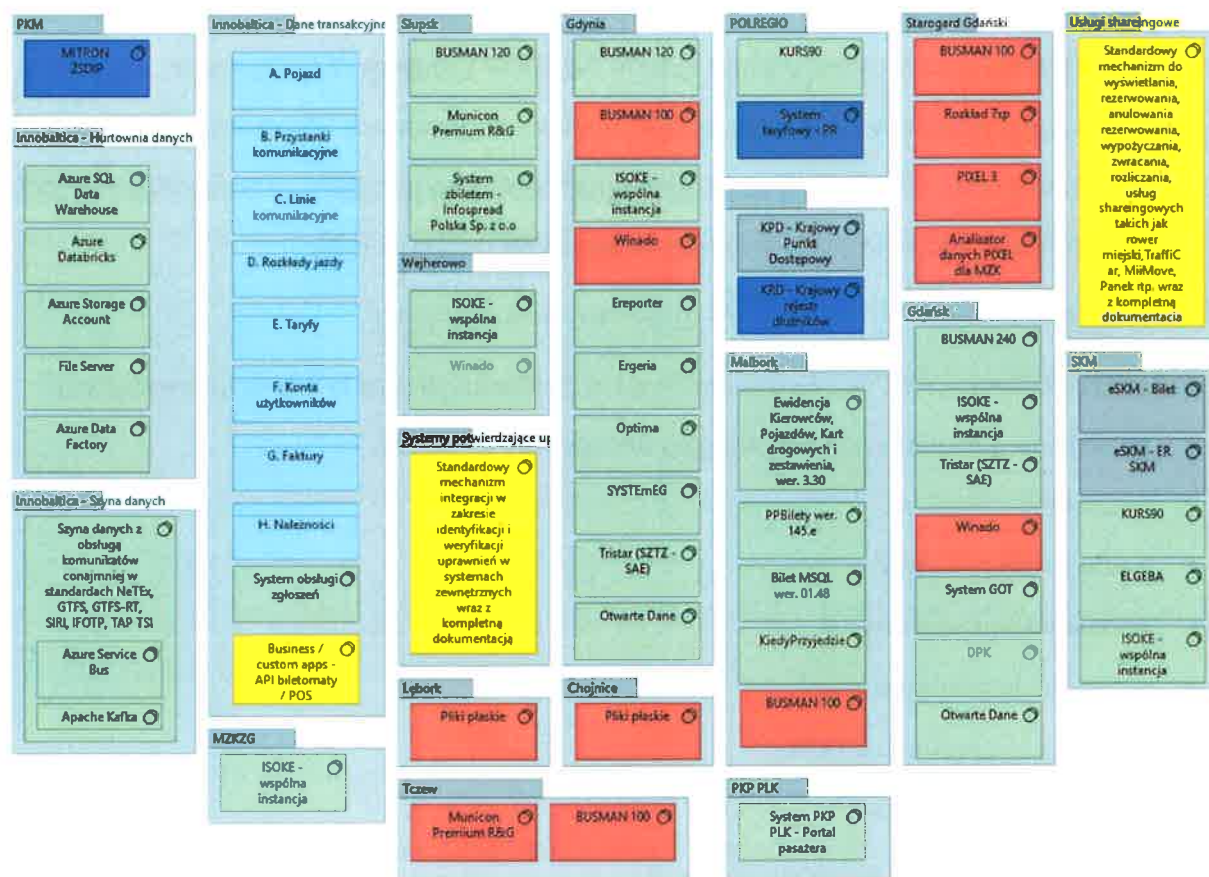 PKM
MITRON
2SDIP
Innobaltica - Hurtownia danych
Azure SQL
Data
Warehouse
Azure
Databricks
Azure Storage
Account
File Server
Azure Data
Factory
Innobaltica - Szyna danych
Szyna danych z
obsługą
komunikatów
conajmniej w
standardach NeTEx,
GTFS, GTFS-RT,
SIRI, IFOTP, TAP TSI
Azure Service
Bus
Apache Kafka
Innobaltica - Dane transakcyjne
A. Pojazd
B. Przystanki
komunikacyjne
C. Linie
komunikacyjne
D. Rozkłady jazdy
E. Taryfy
F. Konta
użytkowników
G. Faktury
H. Należności
System obsługi
zgłoszeń
Business /
custom apps -
API biletomaty
/ POS
MZKZG
ISOKE -
wspólna
instancja
Słupsk
BUSMAN 120
Municon
Premium R&G
System
zbiletem -
Infospread
Polska Sp. z o.o
Wejherowo
ISOKE -
wspólna
instancja
Winado
Systemy potwierdzające up
Standardowy
mechanizm
integracji w
zakresie
identyfikacji i
weryfikacji
uprawnień w
systemach
zewnętrznych
wraz z
kompletną
dokumentacją
Lębork
Pliki płaskie
Tczew
Municon
Premium R&G
BUSMAN 100
Gdynia
BUSMAN 120
BUSMAN 100
ISOKE -
wspólna
instancja
Winado
Ereporter
Ergeria
Optima
SYSTEmEG
Tristar (SZTZ -
SAE)
Otwarte Dane
Chojnice
Pliki płaskie
POLREGIO
KURS90
System
taryfowy - PR
KPD - Krajowy
Punkt
Dostępowy
KRD - Krajowy
rejestr
dłużników
Malbork
Ewidencja
Kierowców,
Pojazdów, Kart
drogowych i
zestawienia,
wer. 3.30
PPBilety wer.
145.e
Bilet MSQL
wer. 01.48
KiedyPrzyjedzie
BUSMAN 100
PKP PLK
System PKP
PLK - Portal
pasażera
Starogard Gdański
BUSMAN 100
Rozkład 7xp
PIXEL 3
Analizator
danych PIXEL
dla MZK
Gdańsk
BUSMAN 240
ISOKE -
wspólna
instancja
Tristar (SZTZ -
SAE)
Winado
System GOT
DPK
Otwarte Dane
Usługi shareingowe
Standardowy
mechanizm do
wyświetlania,
rezerwowania,
anulowania
rezerwowania,
wypożyczania,
zwracania,
rozliczania,
usług
shareingowych
takich jak
rower
miejski,TraffiC
ar, MiiMove,
Panek itp. wraz
z kompletną
dokumentacia
SKM
eSKM - Bilet
eSKM - ER
SKM
KURS90
ELGEBA
ISOKE -
wspólna
instancja